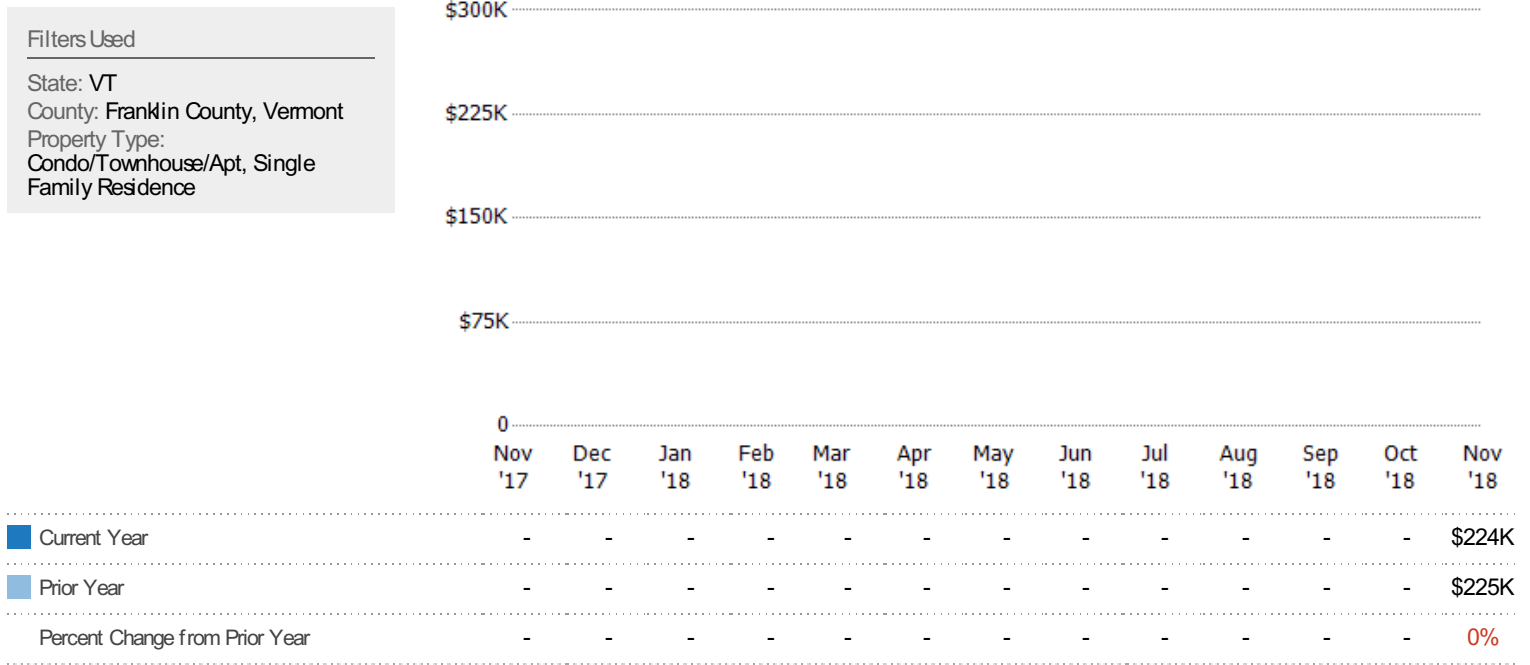 Filters Used
State: VT
County: Franklin County, Vermont
Property Type:
Condo/Townhouse/Apt, Single
Family Residence
$300K
$225K
$150K
$75K
0
Nov Dec Jan Feb Mar Apr May Jun Jul Aug Sep Oct Nov
'17 '17 '18 '18 '18 '18 '18 '18 '18 '18 '18 '18 '18
Current Year - - - - - - - - - - - - $224K
Prior Year - - - - - - - - - - - - $225K
Percent Change from Prior Year - - - - - - - - - - - - 0%